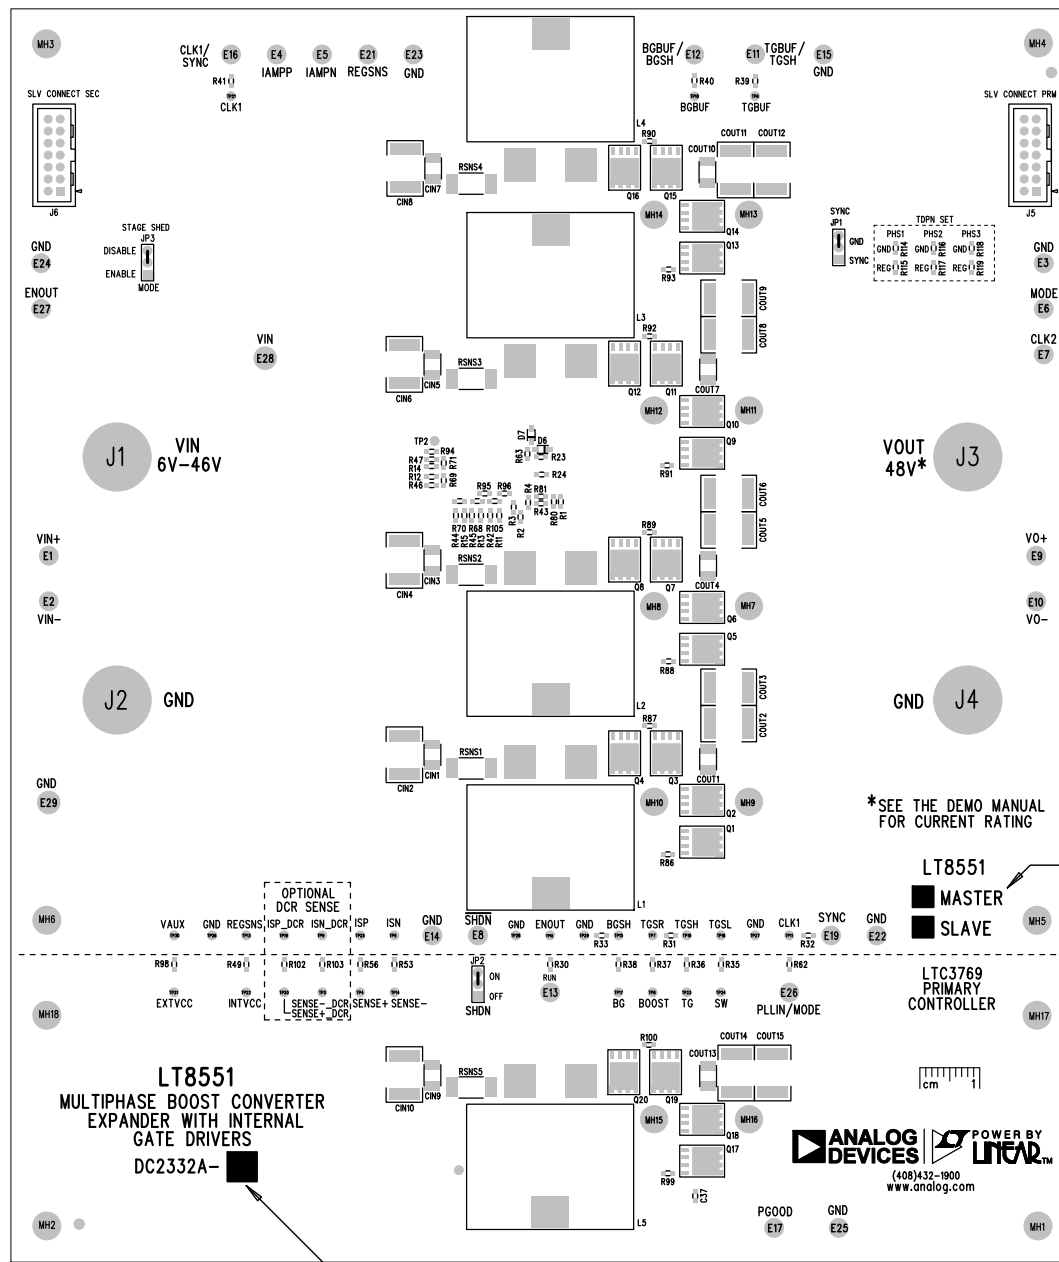 MH3
CLK1/
SYNC
E16
E4
E5
E21
E23
IAMPP
IAMPN
REGSNS
GND
R41
CLK1
BGBUF/
BGSH
E12
E11
TGBUF/
TGSH
E15
GND
R40
R39
BGBUF
TGBUF
MH4
SLV CONNECT SEC
J6
SLV CONNECT PRM
J5
L4
R90
COUT10
COUT11
COUT12
CIN8
CIN7
RSNS4
Q16
Q15
MH14
MH13
Q14
Q13
R93
STAGE SHED
JP3
DISABLE
ENABLE
MODE
GND
E24
ENOUT
E27
SYNC
JP1
GND
SYNC
TDPN SET
PHS1
PHS2
PHS3
GND
R114
GND
R116
GND
R118
REG
R115
REG
R117
REG
R119
GND
E3
MODE
E6
CLK2
E7
COUT9
COUT8
L3
R92
VIN
E28
CIN6
CIN5
RSNS3
Q12
Q11
COUT7
MH12
MH11
Q10
Q9
R91
J1
VIN
6V-46V
VOUT
48V*
J3
TP2
R94
R47
R14
R71
R12
R46
R69
D7
D6
R63
R23
R24
R95
R96
R4
R81
R43
R80
R1
R3
R2
R44
R70
R15
R45
R68
R13
R42
R105
R11
COUT6
COUT5
R89
VIN+
E1
E2
VIN-
CIN4
CIN3
RSNS2
Q8
Q7
COUT4
MH8
MH7
Q6
Q5
R88
VO+
E9
E10
VO-
J2
GND
GND
J4
COUT3
COUT2
L2
R87
GND
E29
CIN2
CIN1
RSNS1
Q4
Q3
COUT1
MH10
MH9
Q2
Q1
R86
*SEE THE DEMO MANUAL
FOR CURRENT RATING
LT8551
MASTER
SLAVE
MH5
L1
MH6
OPTIONAL
DCR SENSE
VAUX
GND
REGSNS
ISP_DCR
ISN_DCR
ISP
ISN
GND
E14
SHDN
E8
GND
ENOUT
GND
BGSH
TGSR
TGSH
TGSL
GND
CLK1
SYNC
E19
GND
E22
R33
R31
R32
R98
R49
R102
R103
R56
R53
JP2
ON
OFF
SHDN
R30
RUN
E13
R38
R37
R36
R35
R62
E26
PLLIN/MODE
EXTVCC
INTVCC
SENSE-_DCR
SENSE+_DCR
SENSE+
SENSE-
BG
BOOST
TG
SW
LTC3769
PRIMARY
CONTROLLER
MH18
MH17
R100
COUT13
COUT14
COUT15
CIN10
CIN9
RSNS5
Q20
Q19
MH15
MH16
Q18
Q17
R99
C37
L5
cm
1
LT8551
MULTIPHASE BOOST CONVERTER
EXPANDER WITH INTERNAL
GATE DRIVERS
DC2332A-
ANALOG
DEVICES
POWER BY
LINEAR™
(408)432-1900
www.analog.com
MH2
PGOOD
E17
GND
E25
MH1